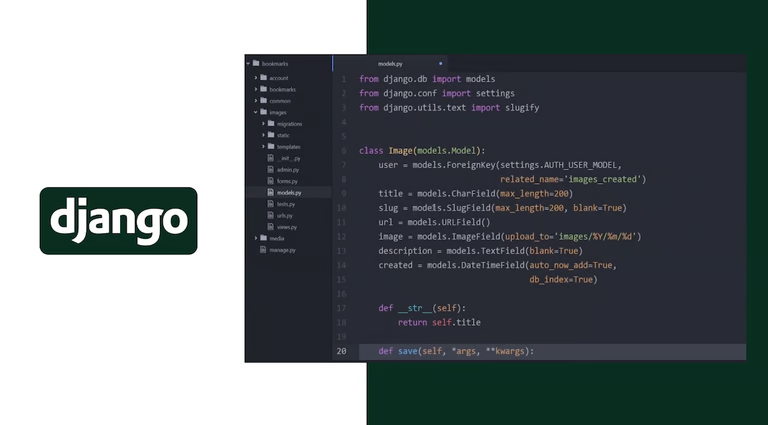 django
bookmarks
account
bookmarks
common
images
migrations
static
templates
__init__.py
admin.py
forms.py
models.py
tests.py
urls.py
views.py
media
manage.py
models.py
1 from django.db import models
2 from django.conf import settings
3 from django.utils.text import slugify
4
5
6 class Image(models.Model):
7 user = models.ForeignKey(settings.AUTH_USER_MODEL,
8 related_name='images_created')
9 title = models.CharField(max_length=200)
10 slug = models.SlugField(max_length=200, blank=True)
11 url = models.URLField()
12 image = models.ImageField(upload_to='images/%Y/%m/%d')
13 description = models.TextField(blank=True)
14 created = models.DateTimeField(auto_now_add=True,
15 db_index=True)
16
17 def __str__(self):
18 return self.title
19
20 def save(self, *args, **kwargs):